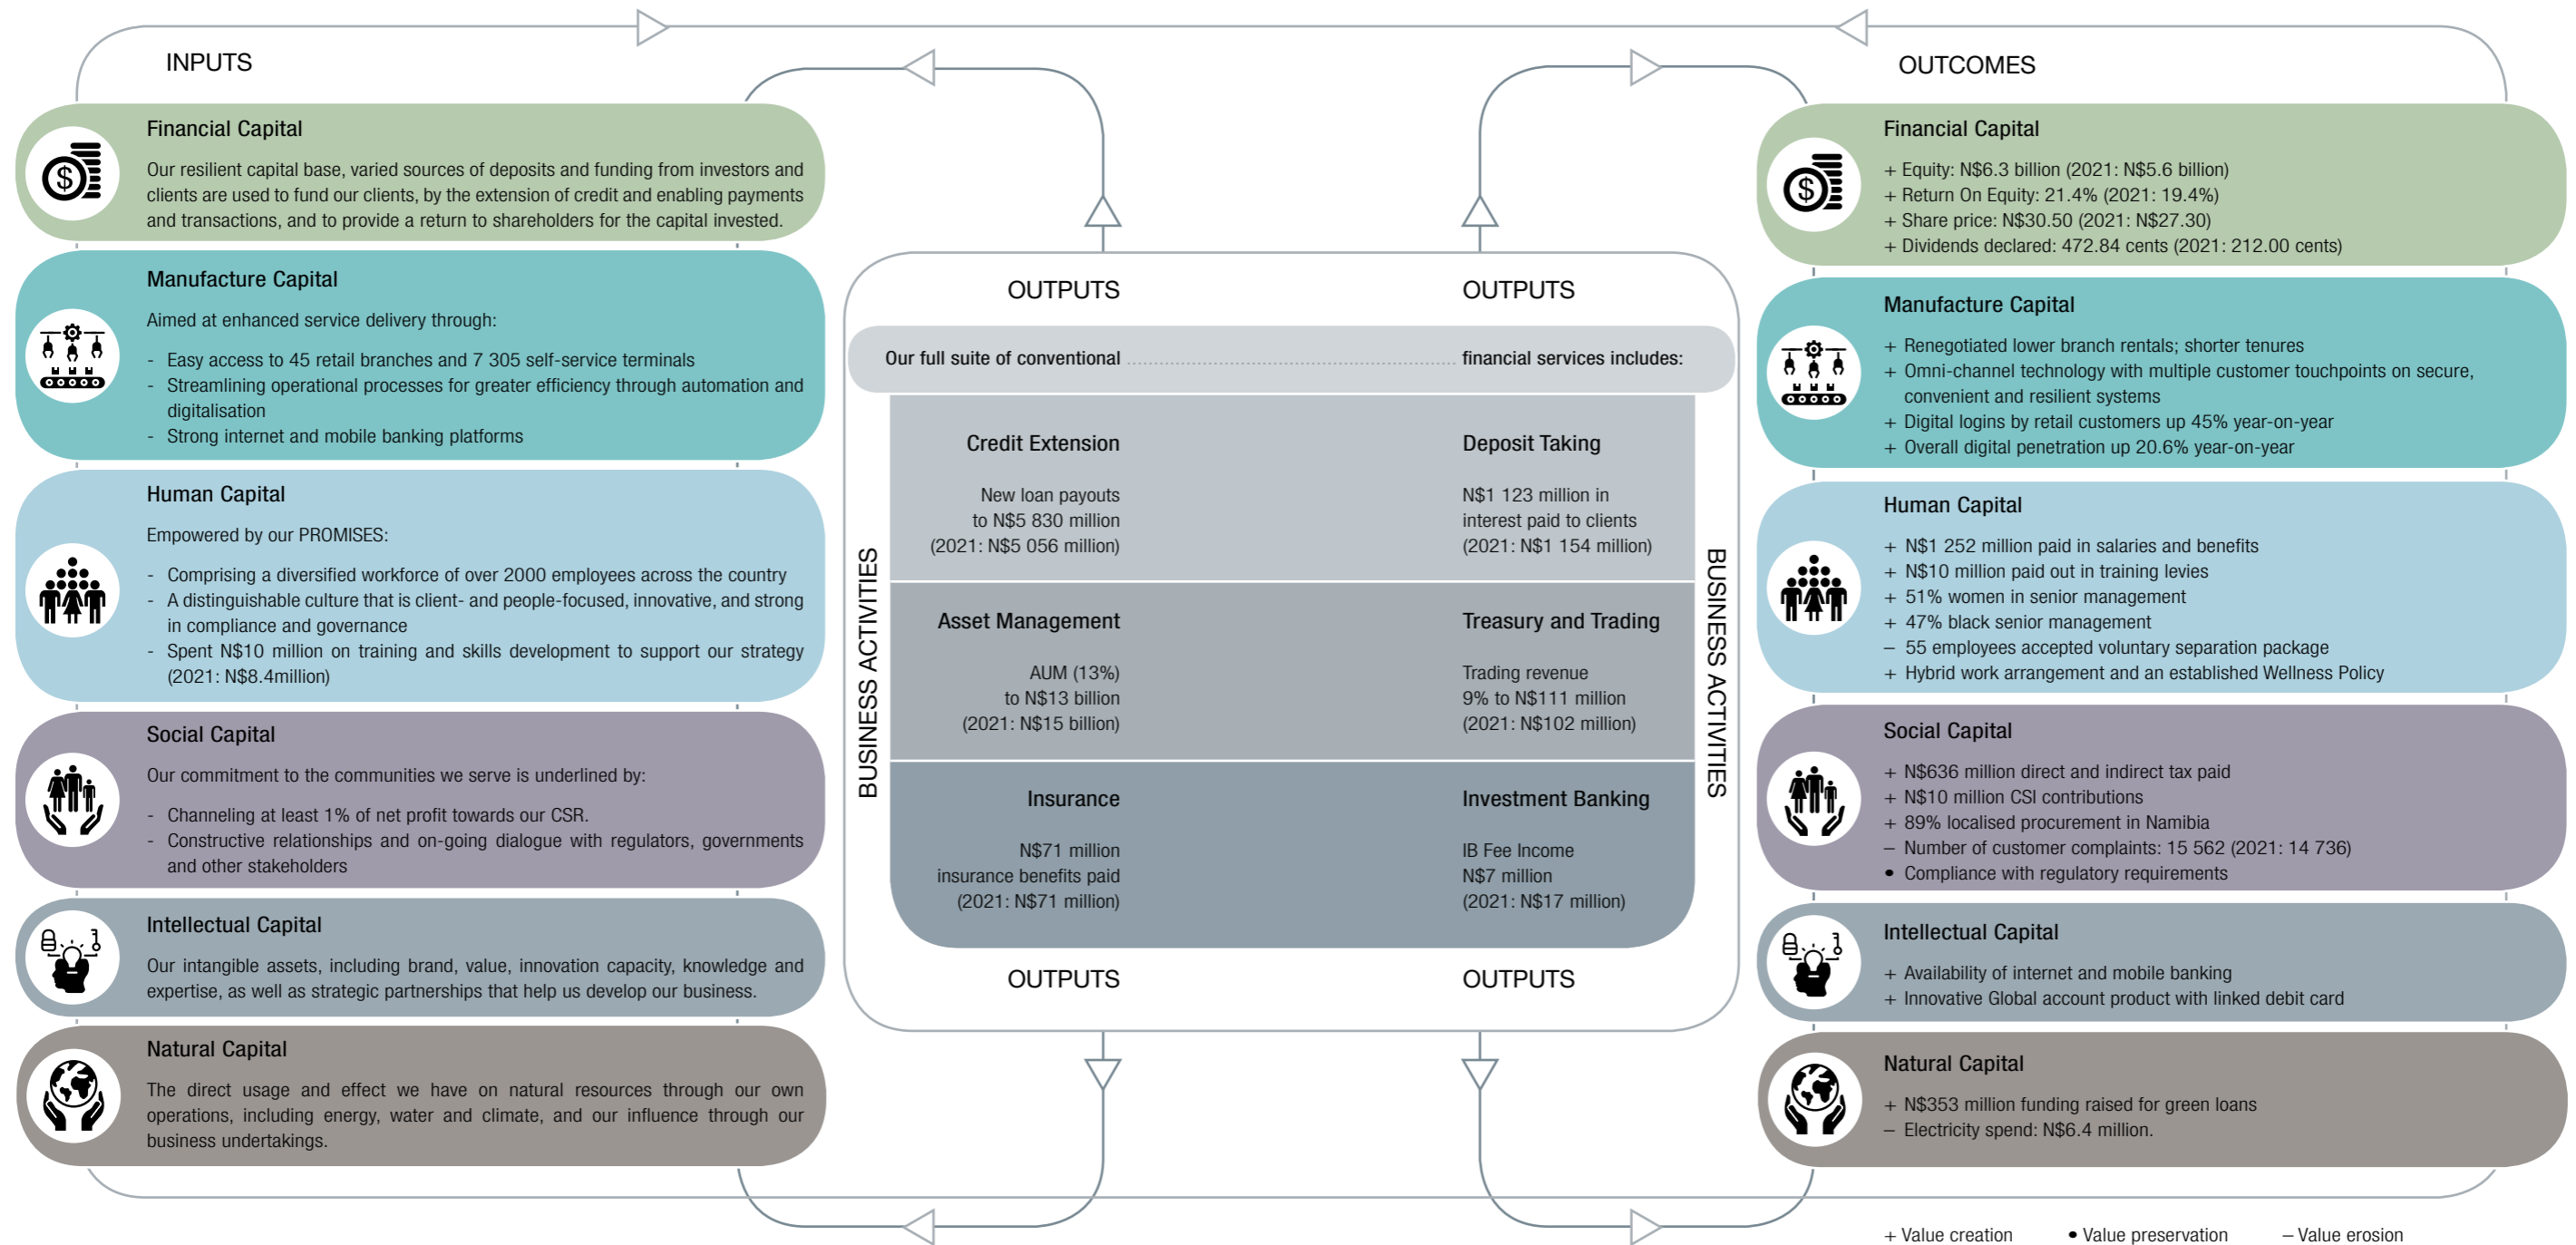 INPUTS
Financial Capital
Our resilient capital base, varied sources of deposits and funding from investors and
clients are used to fund our clients, by the extension of credit and enabling payments
and transactions, and to provide a return to shareholders for the capital invested.
Manufacture Capital
Aimed at enhanced service delivery through:
- Easy access to 45 retail branches and 7 305 self-service terminals
- Streamlining operational processes for greater efficiency through automation and
digitalisation
- Strong internet and mobile banking platforms
Human Capital
Empowered by our PROMISES:
- Comprising a diversified workforce of over 2000 employees across the country
- A distinguishable culture that is client- and people-focused, innovative, and strong
in compliance and governance
- Spent N$10 million on training and skills development to support our strategy
(2021: N$8.4million)
Social Capital
Our commitment to the communities we serve is underlined by:
- Channeling at least 1% of net profit towards our CSR.
- Constructive relationships and on-going dialogue with regulators, governments
and other stakeholders
Intellectual Capital
Our intangible assets, including brand, value, innovation capacity, knowledge and
expertise, as well as strategic partnerships that help us develop our business.
Natural Capital
The direct usage and effect we have on natural resources through our own
operations, including energy, water and climate, and our influence through our
business undertakings.
OUTPUTS
OUTPUTS
Our full suite of conventional ........ financial services includes:
BUSINESS ACTIVITIES
Credit Extension
New loan payouts
to N$5 830 million
(2021: N$5 056 million)
Deposit Taking
N$1 123 million in
interest paid to clients
(2021: N$1 154 million)
Asset Management
AUM (13%)
to N$13 billion
(2021: N$15 billion)
Treasury and Trading
Trading revenue
9% to N$111 million
(2021: N$102 million)
Insurance
N$71 million
insurance benefits paid
(2021: N$71 million)
Investment Banking
IB Fee Income
N$7 million
(2021: N$17 million)
BUSINESS ACTIVITIES
OUTPUTS
OUTPUTS
OUTCOMES
Financial Capital
+ Equity: N$6.3 billion (2021: N$5.6 billion)
+ Return On Equity: 21.4% (2021: 19.4%)
+ Share price: N$30.50 (2021: N$27.30)
+ Dividends declared: 472.84 cents (2021: 212.00 cents)
Manufacture Capital
+ Renegotiated lower branch rentals; shorter tenures
+ Omni-channel technology with multiple customer touchpoints on secure,
convenient and resilient systems
+ Digital logins by retail customers up 45% year-on-year
+ Overall digital penetration up 20.6% year-on-year
Human Capital
+ N$1 252 million paid in salaries and benefits
+ N$10 million paid out in training levies
+ 51% women in senior management
+ 47% black senior management
– 55 employees accepted voluntary separation package
+ Hybrid work arrangement and an established Wellness Policy
Social Capital
+ N$636 million direct and indirect tax paid
+ N$10 million CSI contributions
+ 89% localised procurement in Namibia
– Number of customer complaints: 15 562 (2021: 14 736)
• Compliance with regulatory requirements
Intellectual Capital
+ Availability of internet and mobile banking
+ Innovative Global account product with linked debit card
Natural Capital
+ N$353 million funding raised for green loans
– Electricity spend: N$6.4 million.
+ Value creation • Value preservation – Value erosion